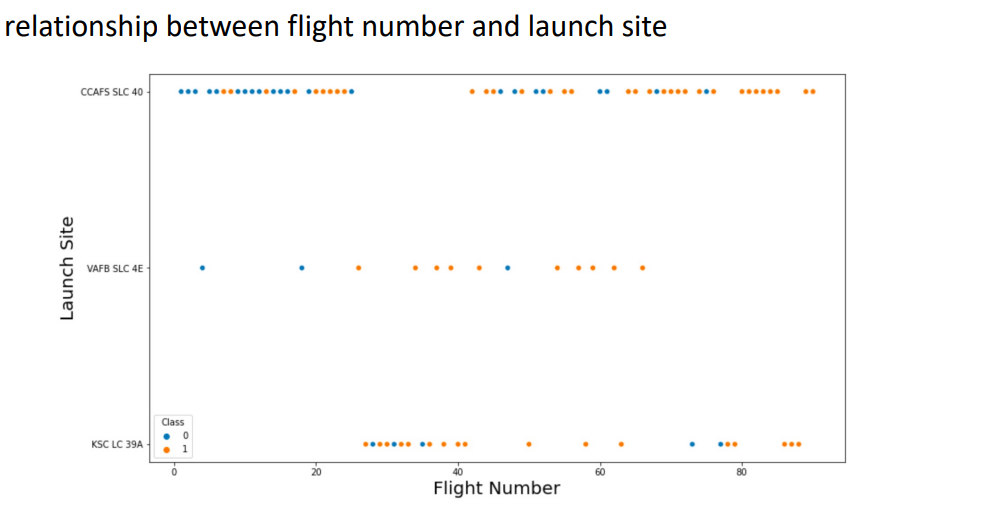 relationship between flight number and launch site
CCAFS SLC 40
VAFB SLC 4E
KSC LC 39A
Launch Site
Class
0
1
0 20 40 60 80
Flight Number